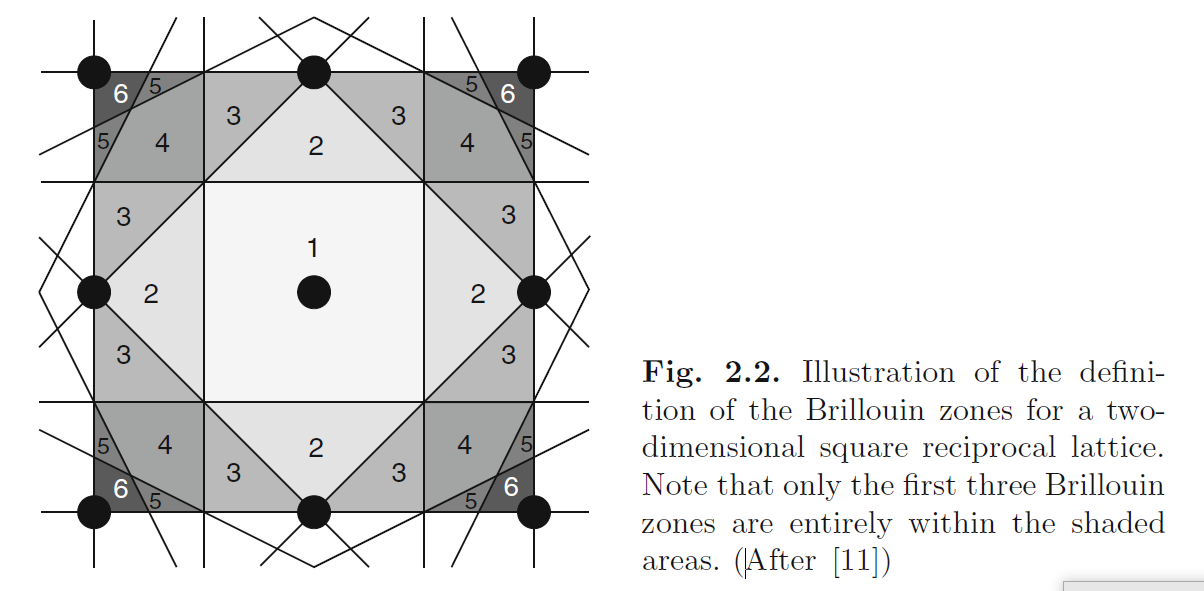 6 5 5 6
3 3
5 4 2 4 5
3 3
1
2 2
3 3
5 4 2 4 5
3 3
6 5 5 6
Fig. 2.2. Illustration of the defini-
tion of the Brillouin zones for a two-
dimensional square reciprocal lattice.
Note that only the first three Brillouin
zones are entirely within the shaded
areas. (After [11])